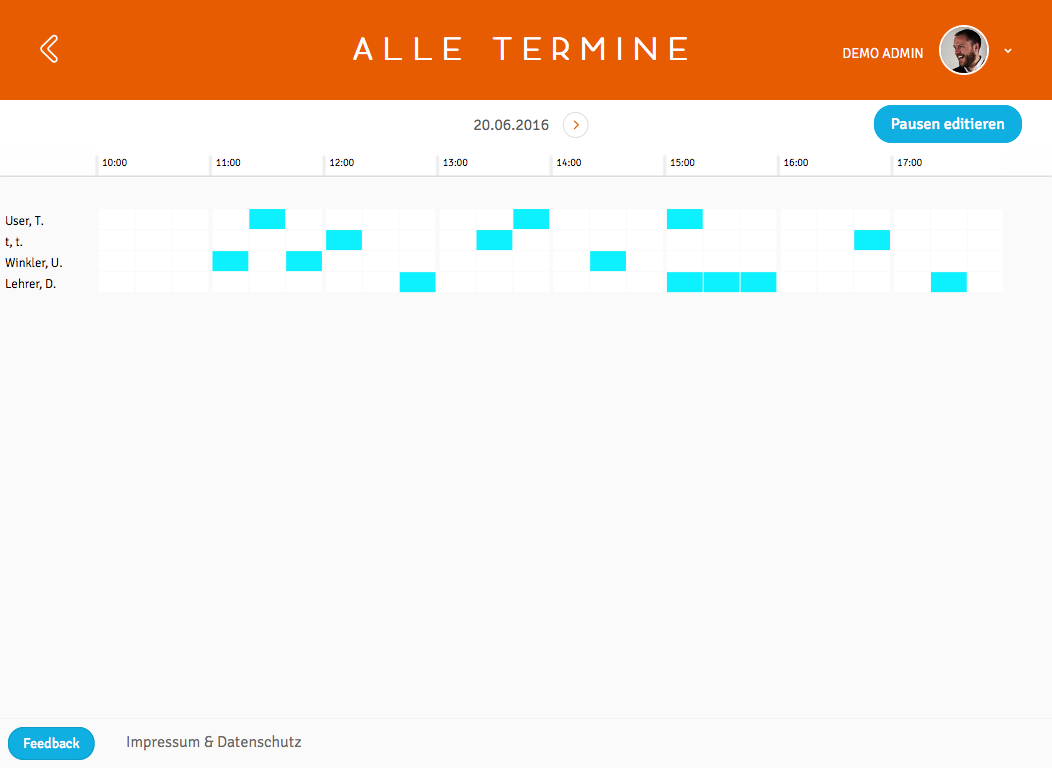 ALLE TERMINE
DEMO ADMIN
20.06.2016
Pausen editieren
10:00 11:00 12:00 13:00 14:00 15:00 16:00 17:00
User, T.
t, t.
Winkler, U.
Lehrer, D.
Feedback
Impressum & Datenschutz